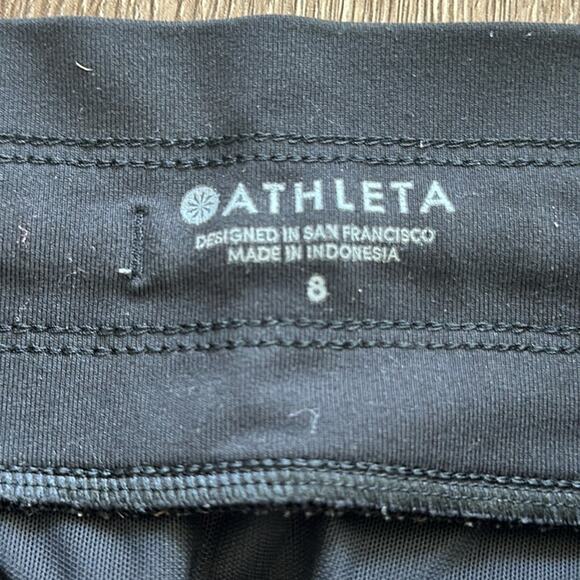 ATHLETA
DESIGNED IN SAN FRANCISCO
MADE IN INDONESIA
8